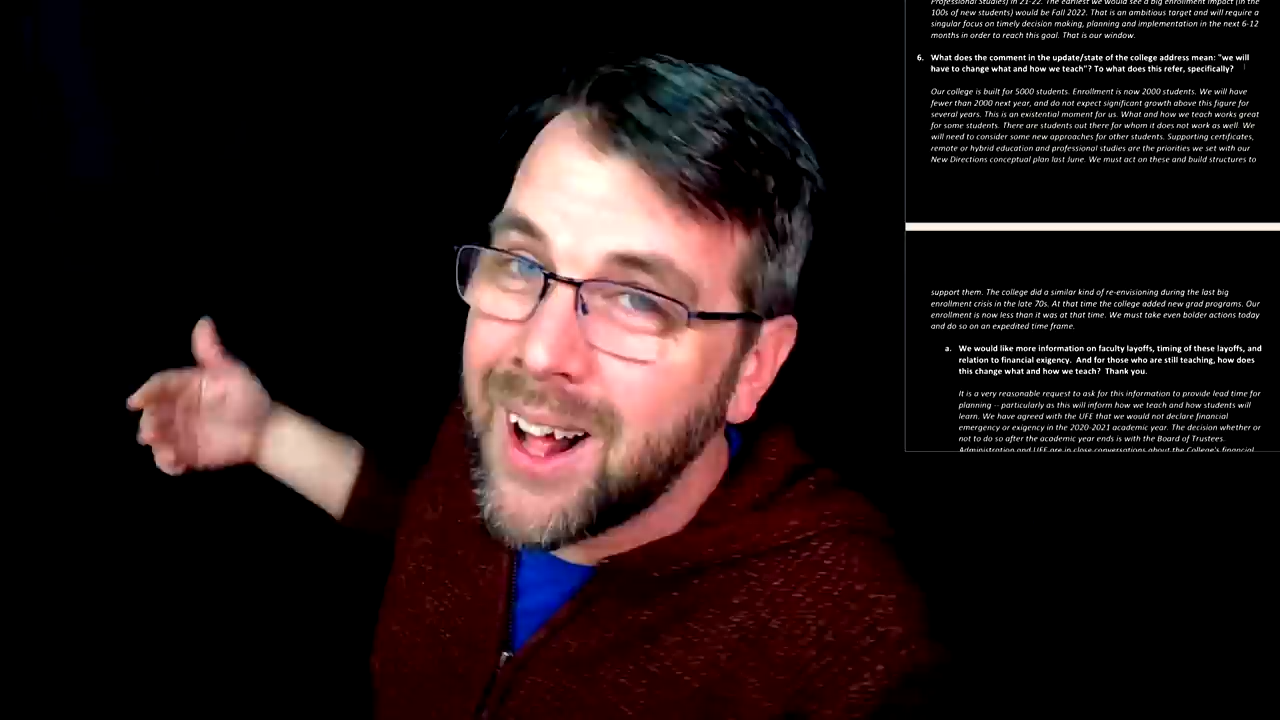 Professional Studies) in 21-22. The earliest we would see a big enrollment impact (in the
100s of new students) would be Fall 2022. That is an ambitious target and will require a
singular focus on timely decision making, planning and implementation in the next 6-12
months in order to reach this goal. That is our window.
6. What does the comment in the update/state of the college address mean: "we will
have to change what and how we teach"? To what does this refer, specifically?
Our college is built for 5000 students. Enrollment is now 2000 students. We will have
fewer than 2000 next year, and do not expect significant growth above this figure for
several years. This is an existential moment for us. What and how we teach works great
for some students. There are students out there for whom it does not work as well. We
will need to consider some new approaches for other students. Supporting certificates,
remote or hybrid education and professional studies are the priorities we set with our
New Directions conceptual plan last June. We must act on these and build structures to
support them. The college did a similar kind of re-envisioning during the last big
enrollment crisis in the late 70s. At that time the college added new grad programs. Our
enrollment is now less than it was at that time. We must take even bolder actions today
and do so on an expedited time frame.
a. We would like more information on faculty layoffs, timing of these layoffs, and
relation to financial exigency. And for those who are still teaching, how does
this change what and how we teach? Thank you.
It is a very reasonable request to ask for this information to provide lead time for
planning -- particularly as this will inform how we teach and how students will
learn. We have agreed with the UFE that we would not declare financial
emergency or exigency in the 2020-2021 academic year. The decision whether or
not to do so after the academic year ends is with the Board of Trustees.
Administration and UFE are in close conversations about the College's financial